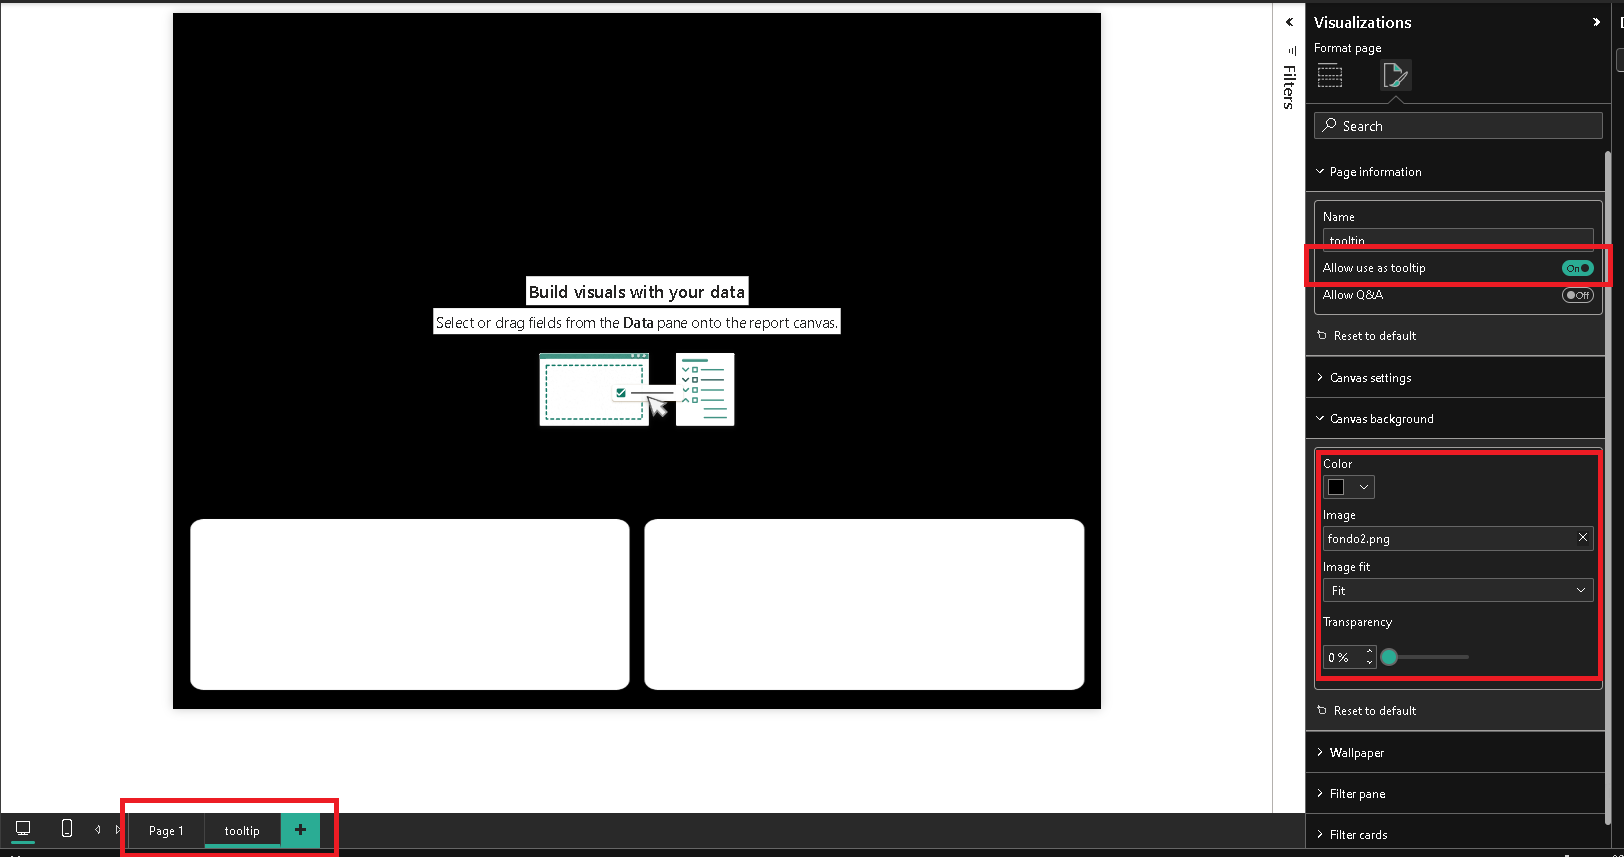 Build visuals with your data
Select or drag fields from the Data pane onto the report canvas.
Filters
Visualizations
Format page
Search
Page information
Name
tooltip
Allow use as tooltip
On
Allow Q&A
Off
Reset to default
Canvas settings
Canvas background
Color
Image
fondo2.png
Image fit
Fit
Transparency
0 %
Reset to default
Wallpaper
Filter pane
Filter cards
Page 1
tooltip